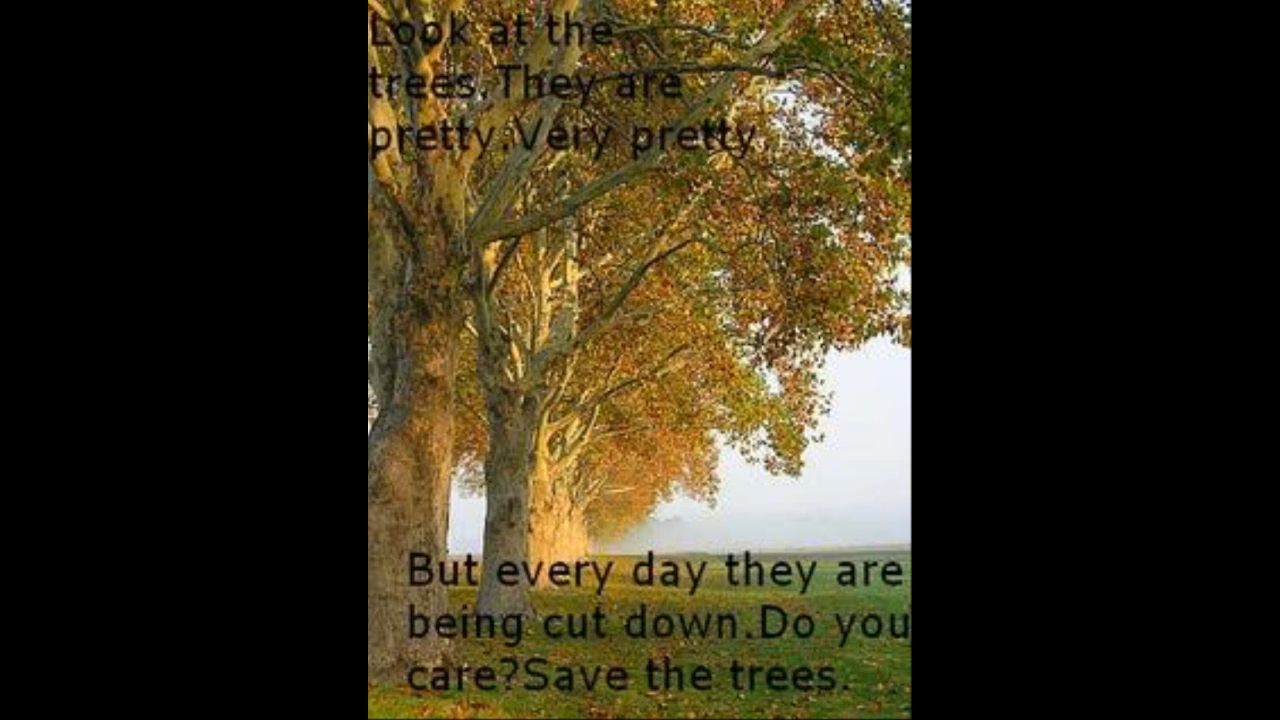 Look at the
trees.They are
pretty.Very pretty
But every day they are
being cut down.Do you
care?Save the trees.